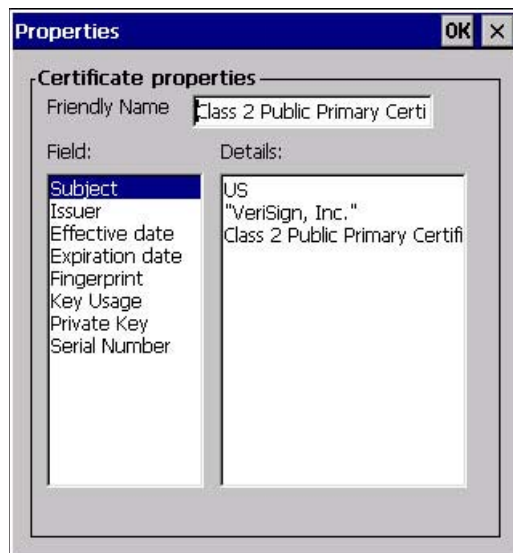 Properties OK ×
Certificate properties
Friendly Name Class 2 Public Primary Certi
Field: Details:
Subject
Issuer
Effective date
Expiration date
Fingerprint
Key Usage
Private Key
Serial Number
US
"VeriSign, Inc."
Class 2 Public Primary Certifi